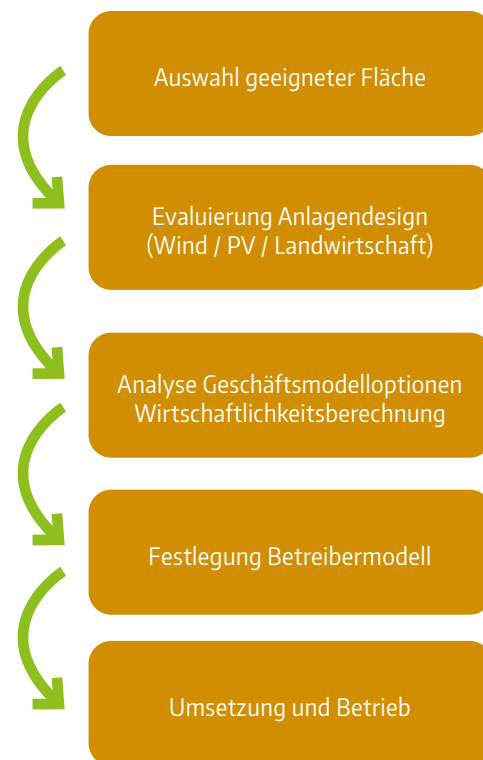 Auswahl geeigneter Fläche
Evaluierung Anlagendesign
(Wind / PV / Landwirtschaft)
Analyse Geschäftsmodelloptionen
Wirtschaftlichkeitsberechnung
Festlegung Betreibermodell
Umsetzung und Betrieb